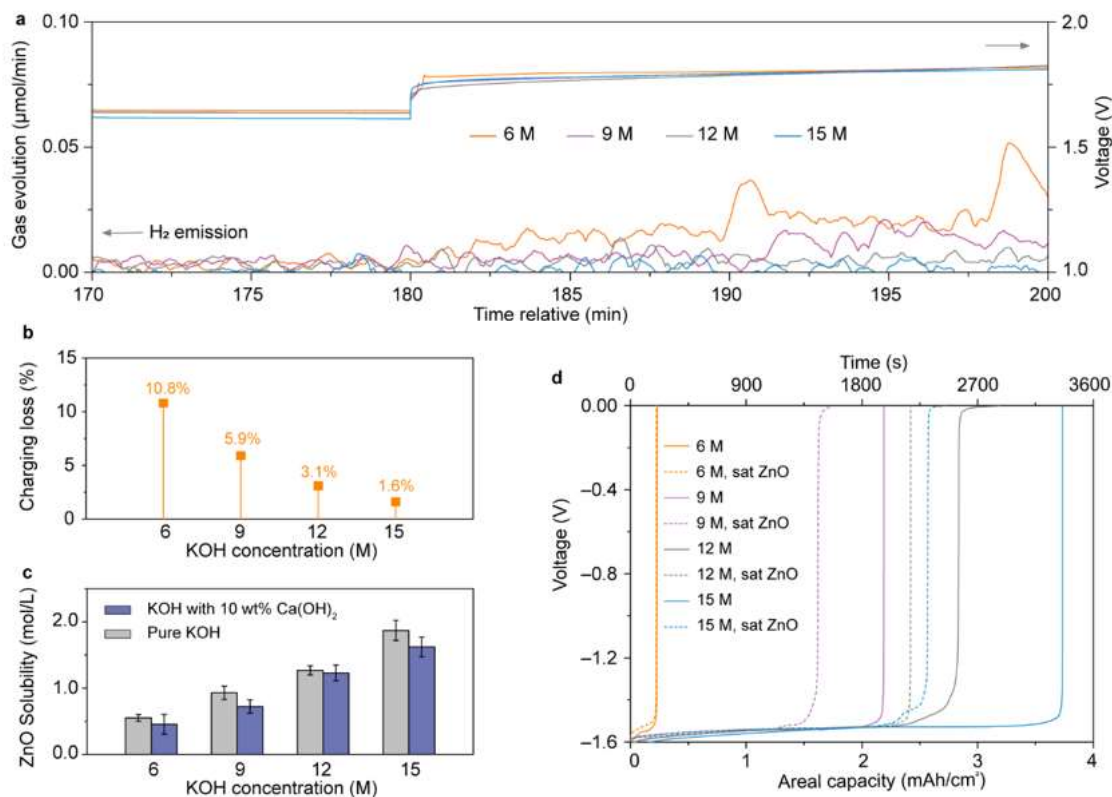 a
0.10
0.05
0.00
Gas evolution (μmol/min)
2.0
1.5
1.0
Voltage (V)
6 M
9 M
12 M
15 M
H₂ emission
170
175
180
185
190
195
200
Time relative (min)
b
15
10
5
0
Charging loss (%)
10.8%
5.9%
3.1%
1.6%
6
9
12
15
KOH concentration (M)
c
2.0
1.0
0.0
ZnO Solubility (mol/L)
KOH with 10 wt% Ca(OH)₂
Pure KOH
6
9
12
15
KOH concentration (M)
d
Time (s)
0
900
1800
2700
3600
0.00
−0.4
−0.8
−1.2
−1.6
Voltage (V)
6 M
6 M, sat ZnO
9 M
9 M, sat ZnO
12 M
12 M, sat ZnO
15 M
15 M, sat ZnO
0
1
2
3
4
Areal capacity (mAh/cm²)